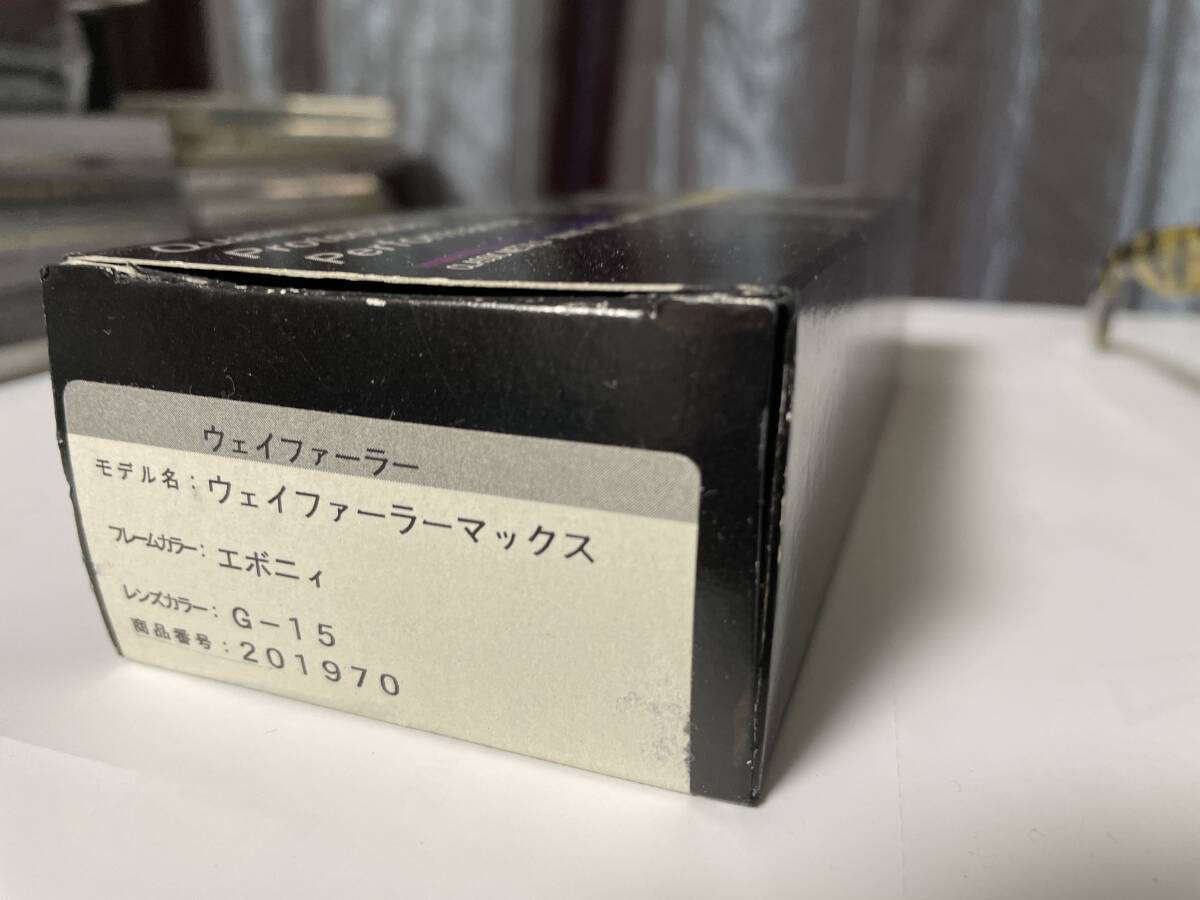 ウェイファーラー
モデル名：ウェイファーラーマックス
フレームカラー：エボニィ
レンズカラー：G－15
商品番号：201970